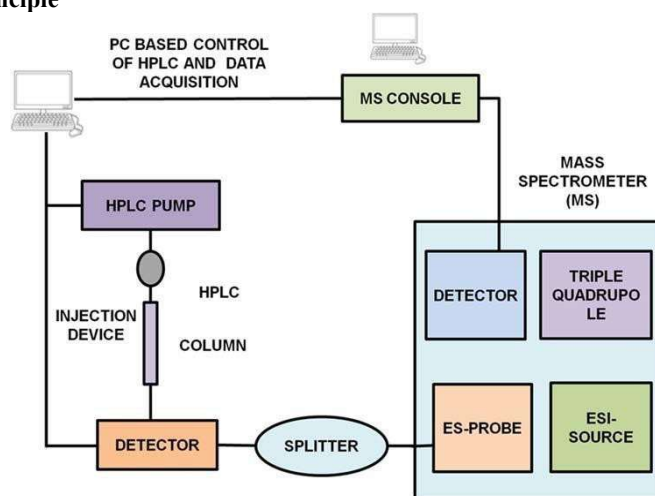 nciple
PC BASED CONTROL
OF HPLC AND DATA
ACQUISITION
MS CONSOLE
MASS
SPECTROMETER
(MS)
HPLC PUMP
HPLC
INJECTION
DEVICE
COLUMN
DETECTOR
TRIPLE
QUADRUPO
LE
DETECTOR
SPLITTER
ES-PROBE
ESI-
SOURCE